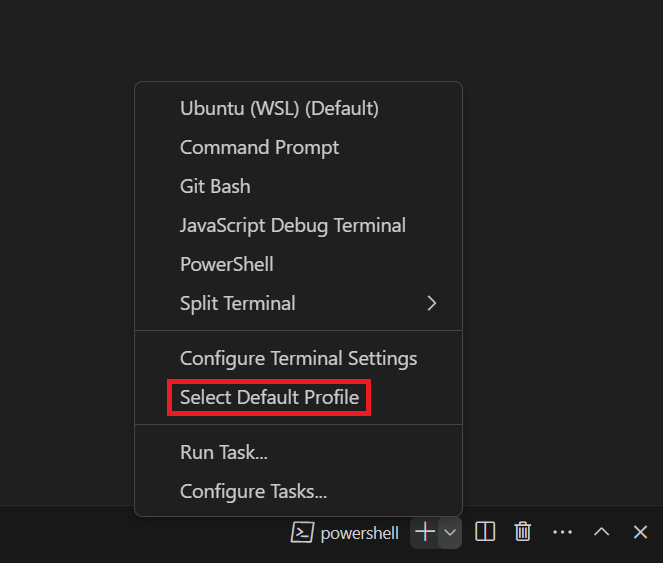 Ubuntu (WSL) (Default)
Command Prompt
Git Bash
JavaScript Debug Terminal
PowerShell
Split Terminal
Configure Terminal Settings
Select Default Profile
Run Task...
Configure Tasks...
powershell